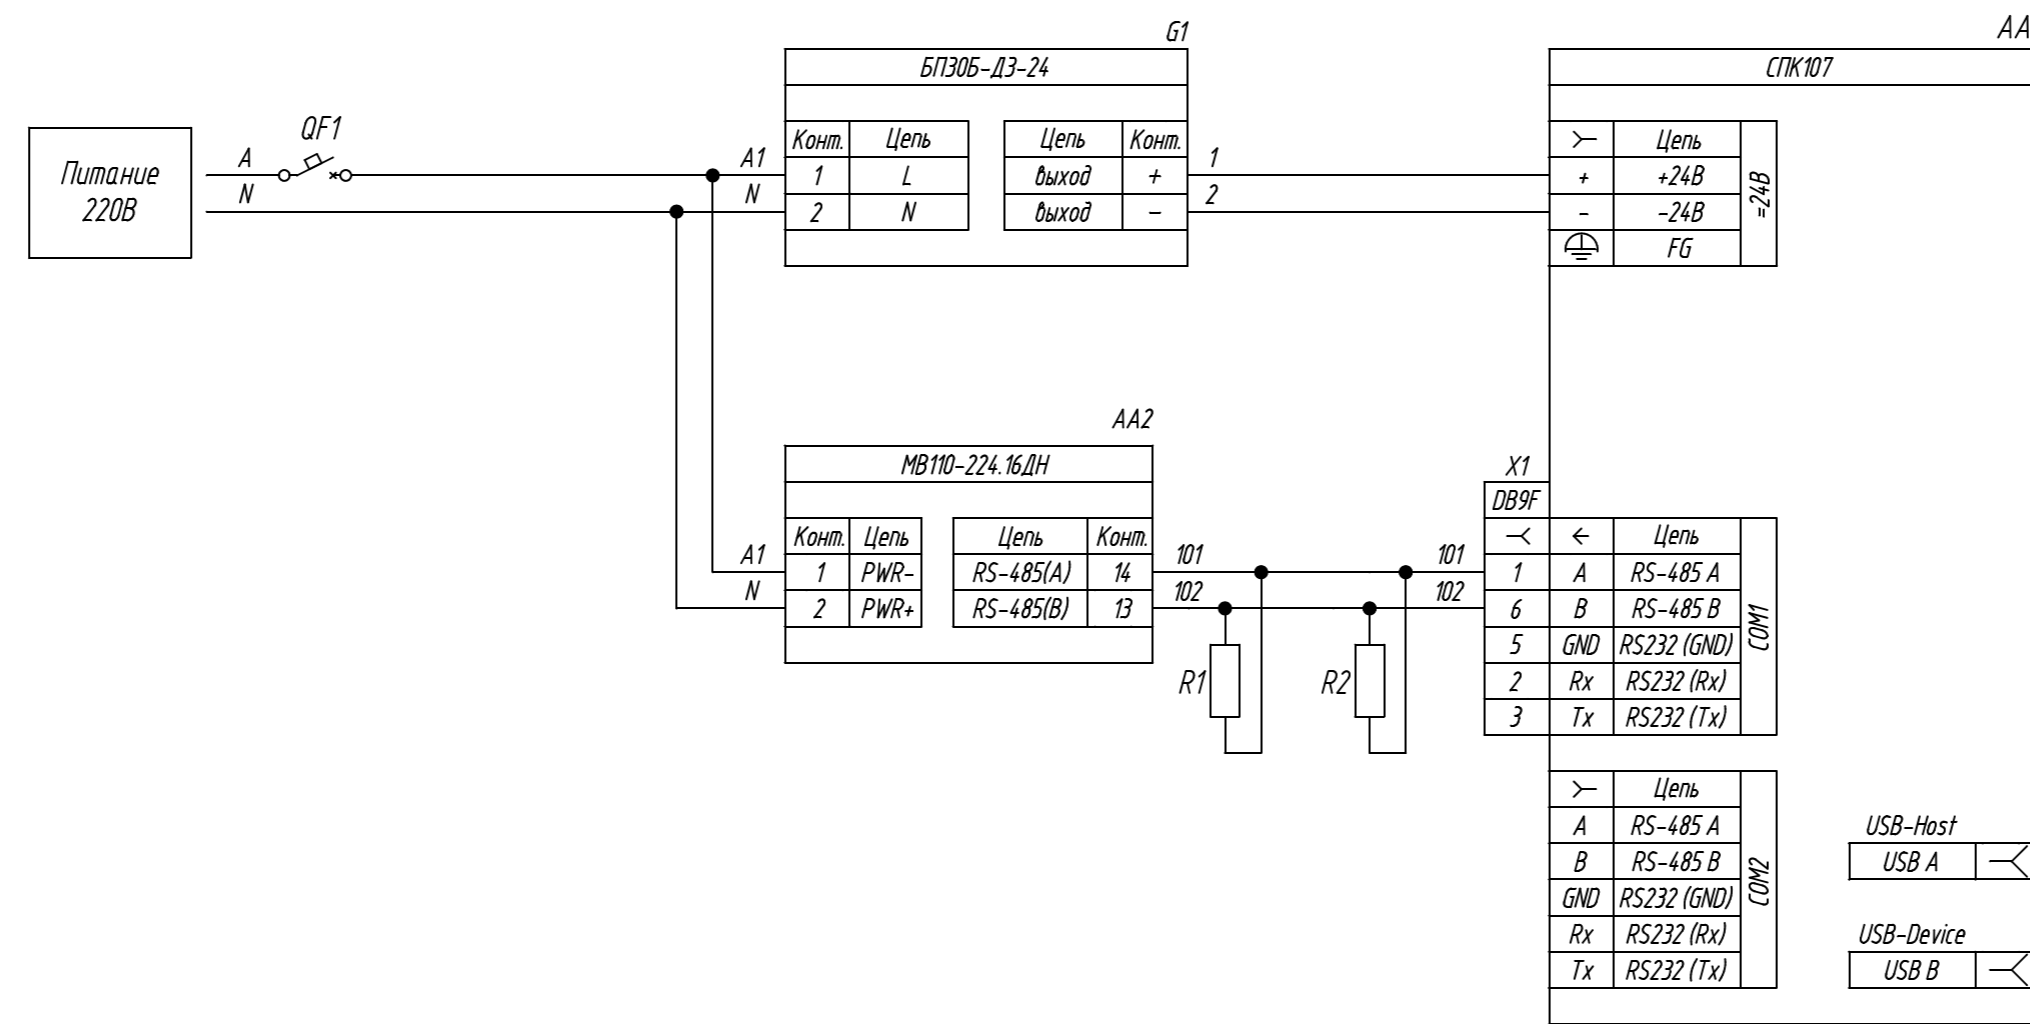 G1
AA
БП30Б-Д3-24
СПК107
Питание
220В
A
QF1
N
A1
N
Конт. Цепь
1 L
2 N
Цепь Конт.
выход +
выход -
1
2
Цепь
+ +24В
- -24В
FG
=24В
AA2
МВ110-224.16ДН
A1
N
Конт. Цепь
1 PWR-
2 PWR+
Цепь Конт.
RS-485(A) 14
RS-485(B) 13
101
102
101
102
R1
R2
X1
DB9F
Цепь
1 A RS-485 A
6 B RS-485 B
5 GND RS232 (GND)
2 Rx RS232 (Rx)
3 Tx RS232 (Tx)
COM1
Цепь
A RS-485 A
B RS-485 B
GND RS232 (GND)
Rx RS232 (Rx)
Tx RS232 (Tx)
COM2
USB-Host
USB A
USB-Device
USB B